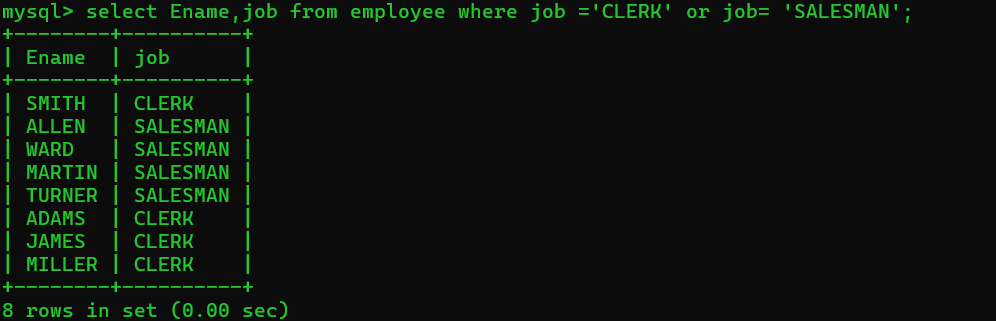 mysql> select Ename,job from employee where job ='CLERK' or job= 'SALESMAN';
+--------+----------+
| Ename  | job      |
+--------+----------+
| SMITH  | CLERK    |
| ALLEN  | SALESMAN |
| WARD   | SALESMAN |
| MARTIN | SALESMAN |
| TURNER | SALESMAN |
| ADAMS  | CLERK    |
| JAMES  | CLERK    |
| MILLER | CLERK    |
+--------+----------+
8 rows in set (0.00 sec)